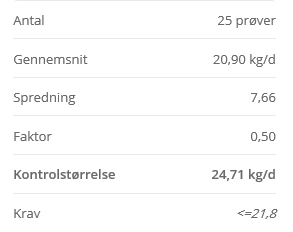 Antal 25 prøver
Gennemsnit 20,90 kg/d
Spredning 7,66
Faktor 0,50
Kontrolstørrelse 24,71 kg/d
Krav <=21,8